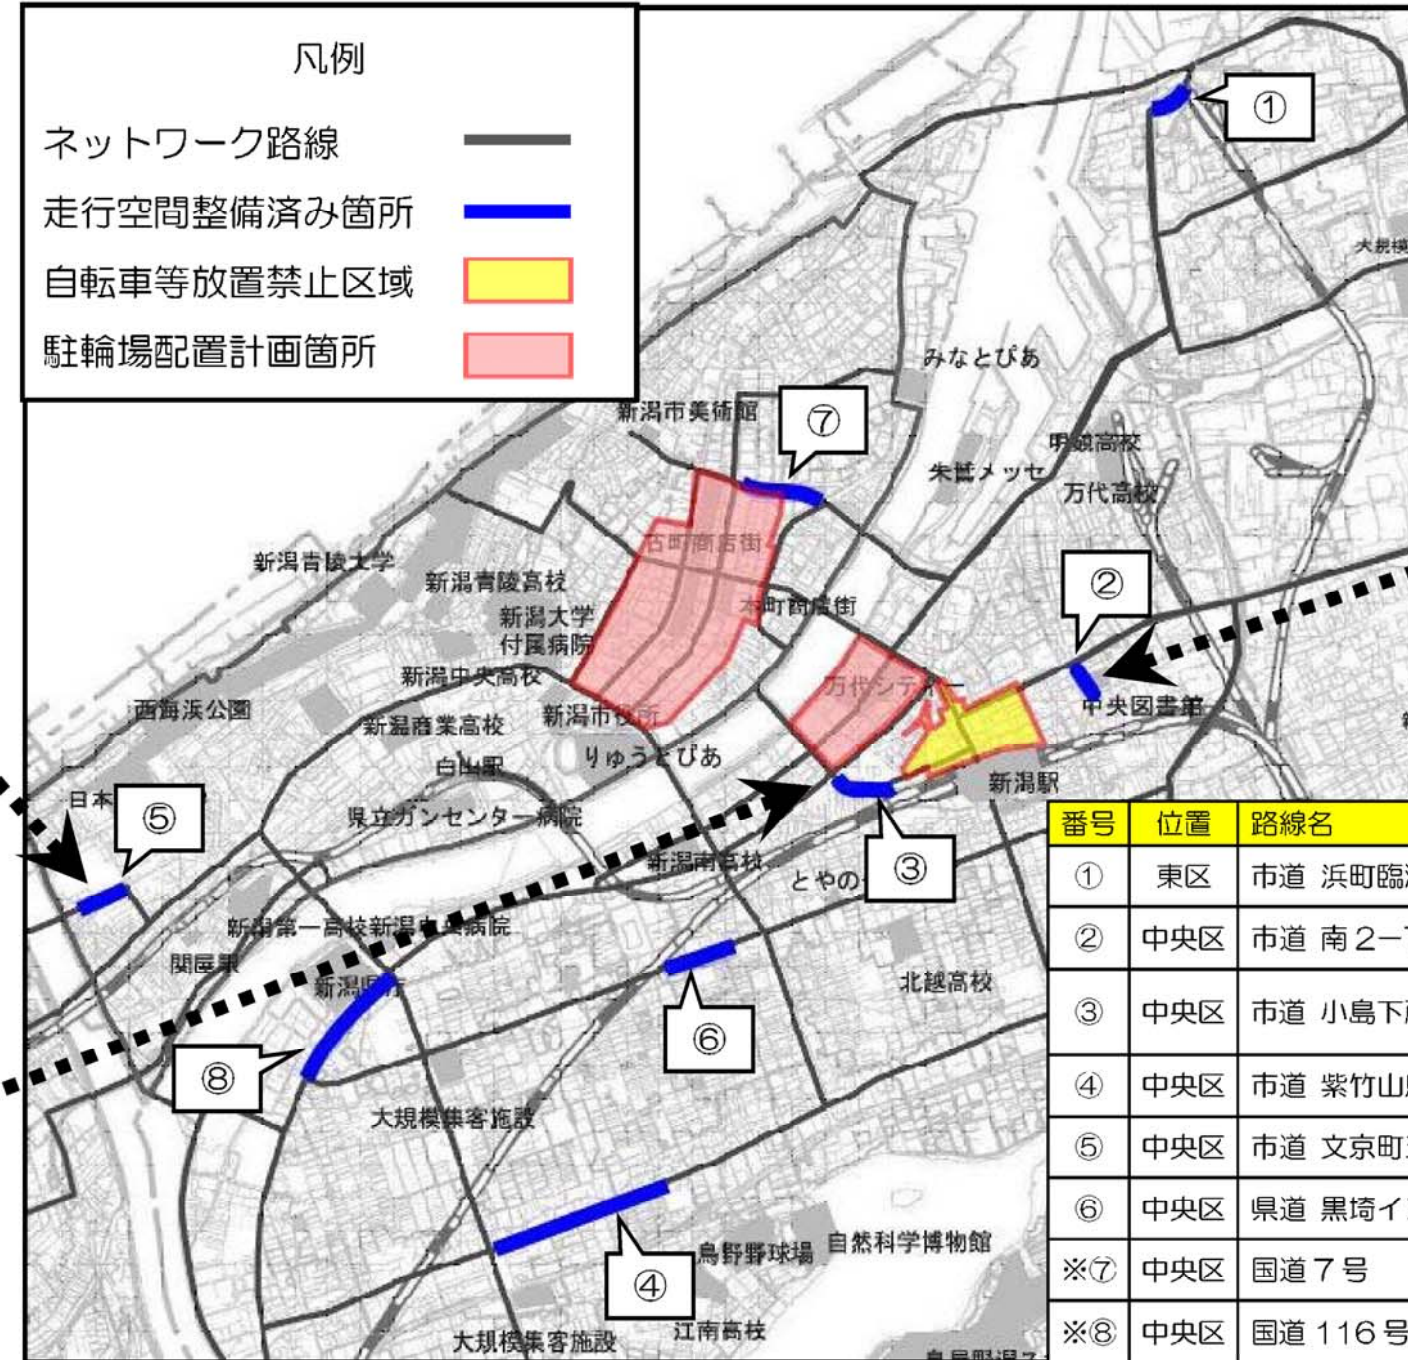 凡例
ネットワーク路線
走行空間整備済み箇所
自転車等放置禁止区域
駐輪場配置計画箇所
①
大規模
みなとぴあ
新潟市美術館
⑦
明鏡高校
朱鷺メッセ
万代高校
古町商店街
新潟青陵大学
新潟青陵高校
②
新潟大学
付属病院
本町商店街
新潟中央高校
万代シティー
西海浜公園
新潟市役所
中央図書館
新潟商業高校
りゅうとぴあ
白山駅
新潟駅
日本
⑤
県立ガンセンター病院
新潟南高校
とやの
③
新潟第一高校
新潟中央病院
関屋駅
新潟県庁
北越高校
⑥
⑧
大規模集客施設
鳥野野球場
自然科学博物館
④
江南高校
大規模集客施設
番号 位置 路線名
① 東区 市道 浜町臨
② 中央区 市道 南2-
③ 中央区 市道 小島下
④ 中央区 市道 紫竹山
⑤ 中央区 市道 文京町
⑥ 中央区 県道 黒埼イ
※⑦ 中央区 国道7号
※⑧ 中央区 国道116号